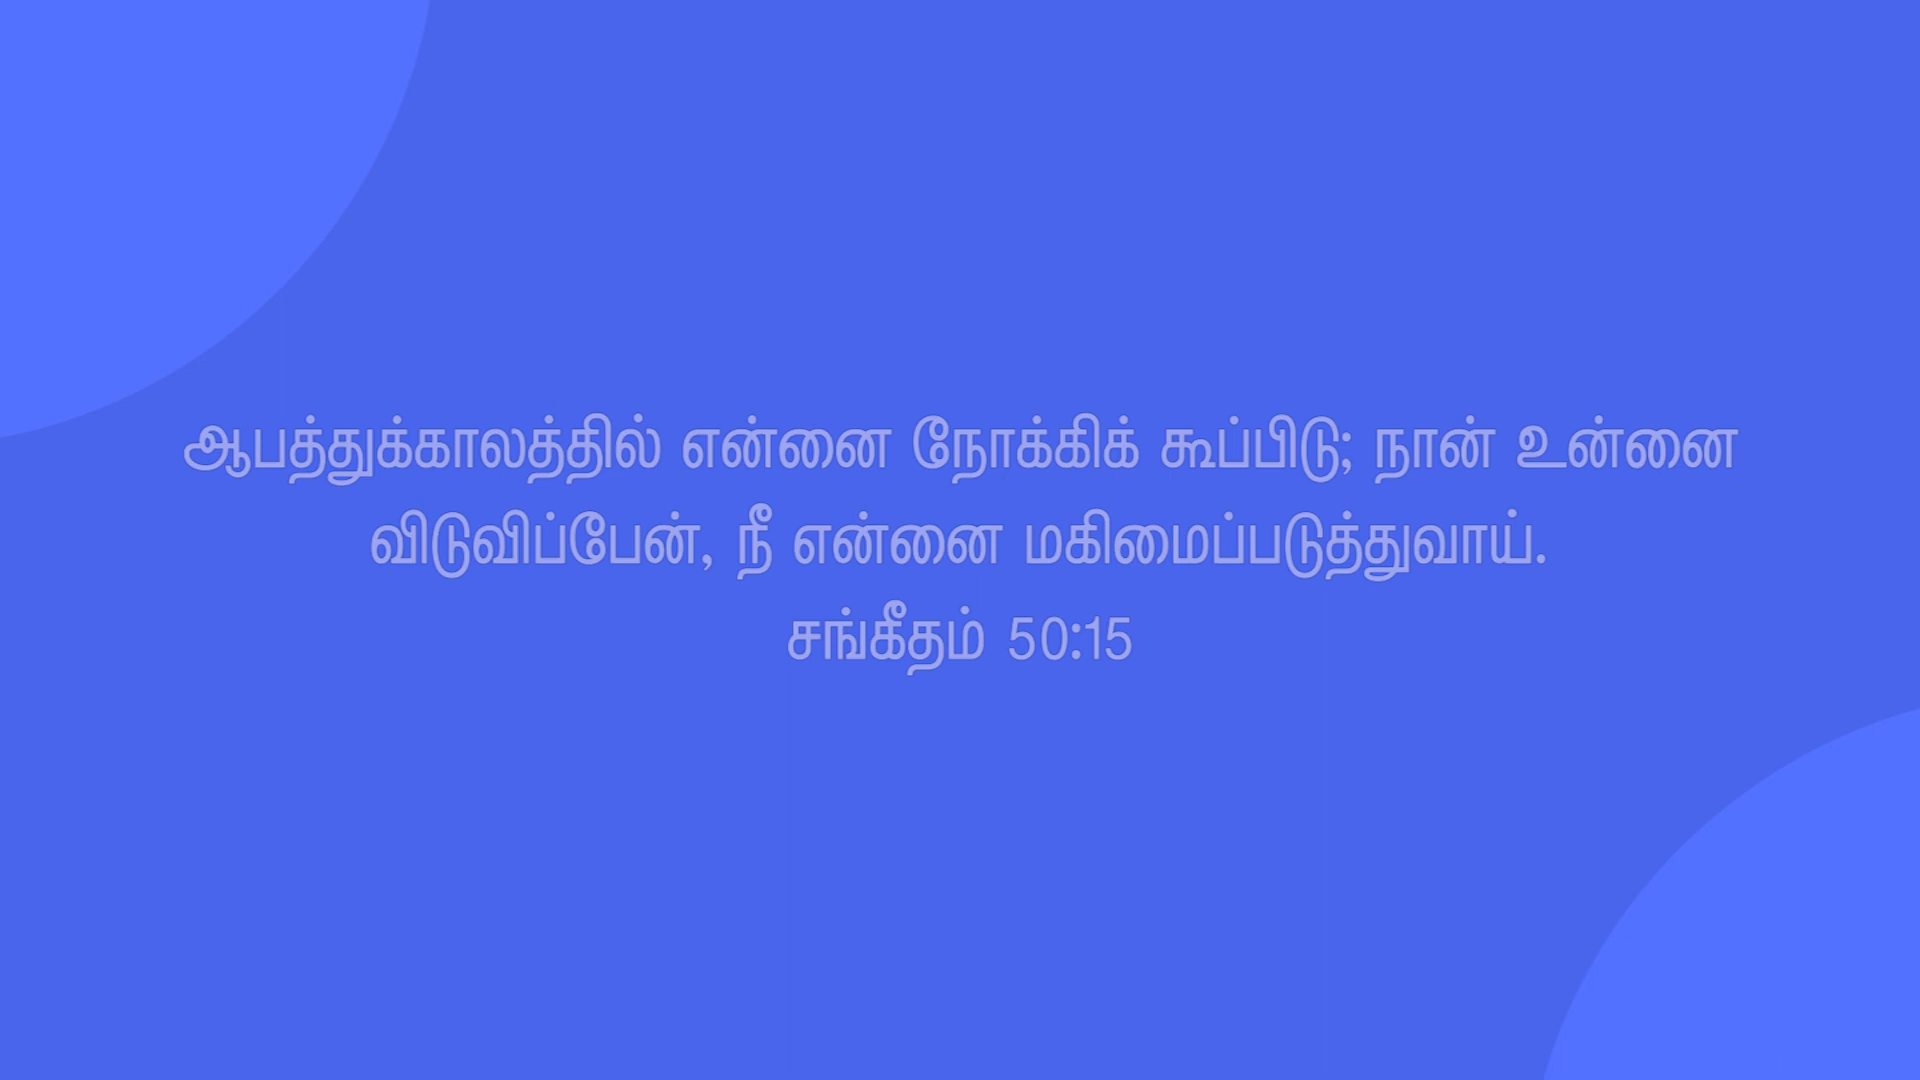 ஆபத்துக்காலத்தில் என்னை நோக்கிக் கூப்பிடு; நான் உன்னை
விடுவிப்பேன், நீ என்னை மகிமைப்படுத்துவாய்.
சங்கீதம் 50:15